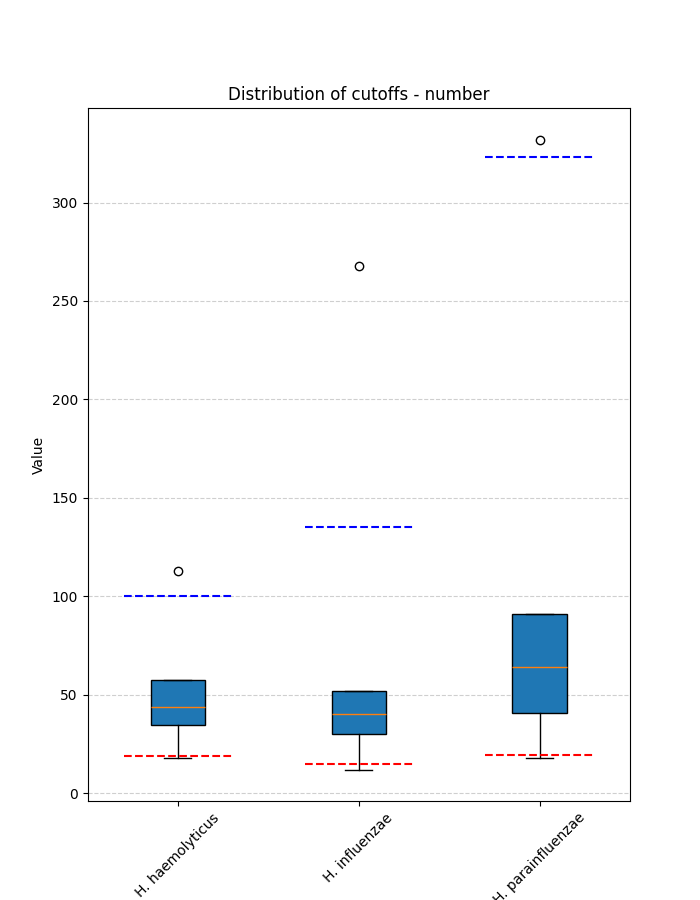 Distribution of cutoffs - number
Value
300
250
200
150
100
50
0
H. haemolyticus
H. influenzae
H. parainfluenzae